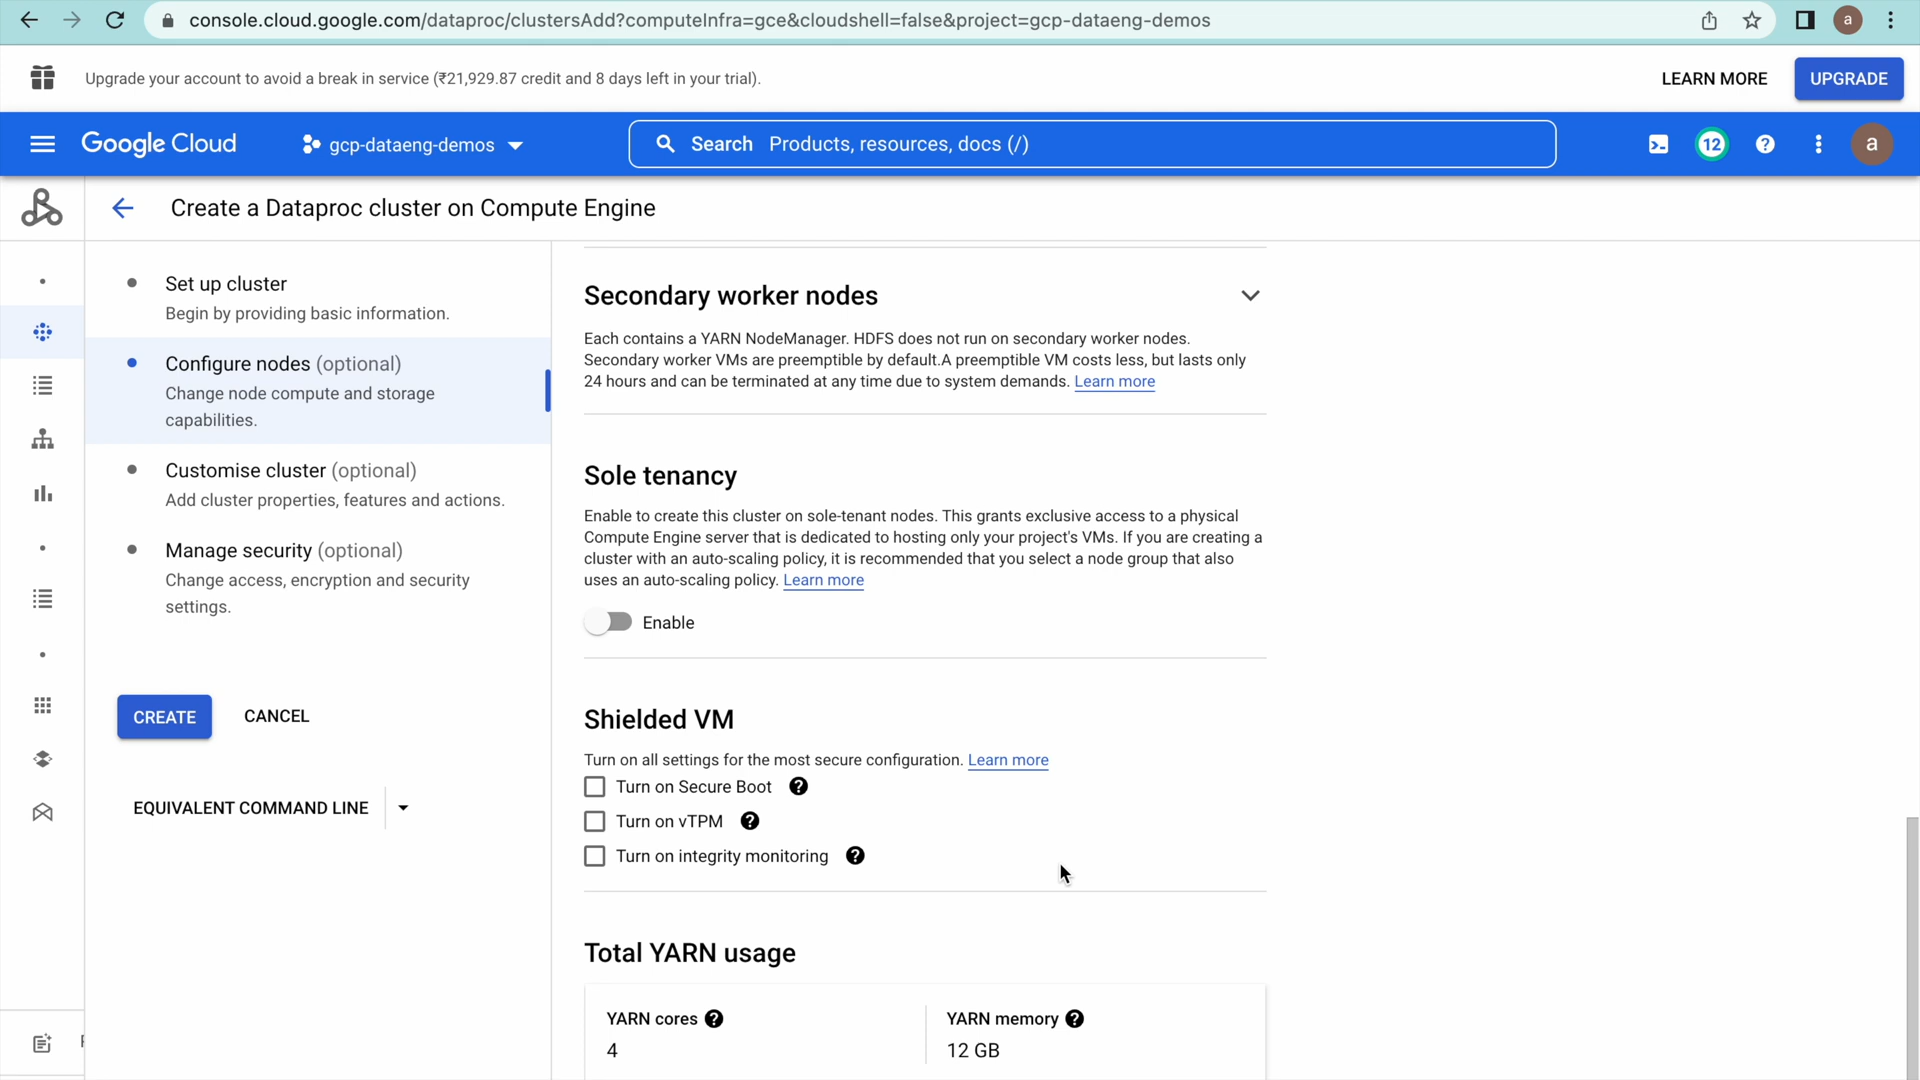 console.cloud.google.com/dataproc/clustersAdd?computeInfra=gce&cloudshell=false&project=gcp-dataeng-demos
a
Upgrade your account to avoid a break in service (₹21,929.87 credit and 8 days left in your trial).
LEARN MORE
UPGRADE
Google Cloud
gcp-dataeng-demos
Search Products, resources, docs (/)
12
a
Create a Dataproc cluster on Compute Engine
Set up cluster
Begin by providing basic information.
Configure nodes (optional)
Change node compute and storage
capabilities.
Customise cluster (optional)
Add cluster properties, features and actions.
Manage security (optional)
Change access, encryption and security
settings.
CREATE
CANCEL
EQUIVALENT COMMAND LINE
Secondary worker nodes
Each contains a YARN NodeManager. HDFS does not run on secondary worker nodes.
Secondary worker VMs are preemptible by default.A preemptible VM costs less, but lasts only
24 hours and can be terminated at any time due to system demands. Learn more
Sole tenancy
Enable to create this cluster on sole-tenant nodes. This grants exclusive access to a physical
Compute Engine server that is dedicated to hosting only your project's VMs. If you are creating a
cluster with an auto-scaling policy, it is recommended that you select a node group that also
uses an auto-scaling policy. Learn more
Enable
Shielded VM
Turn on all settings for the most secure configuration. Learn more
Turn on Secure Boot
Turn on vTPM
Turn on integrity monitoring
Total YARN usage
YARN cores
4
YARN memory
12 GB